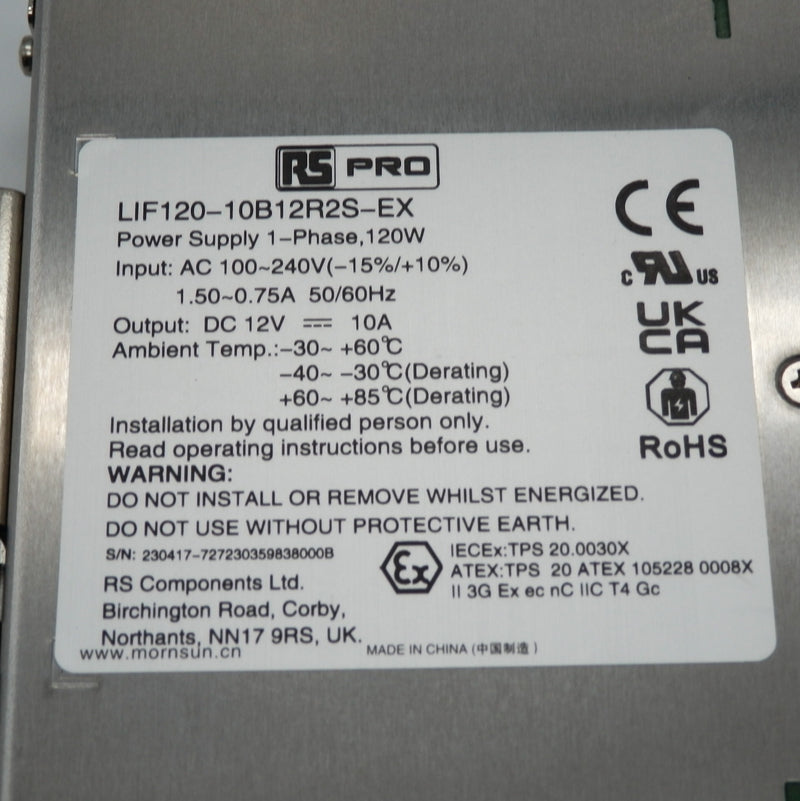 RS PRO
LIF120-10B12R2S-EX
Power Supply 1-Phase,120W
Input: AC 100~240V(-15%/+10%)
1.50~0.75A 50/60Hz
Output: DC 12V ⎓ 10A
Ambient Temp.:-30~ +60℃
-40~ -30℃(Derating)
+60~ +85℃(Derating)
Installation by qualified person only.
Read operating instructions before use.
WARNING:
DO NOT INSTALL OR REMOVE WHILST ENERGIZED.
DO NOT USE WITHOUT PROTECTIVE EARTH.
S/N: 230417-727230359838000B
RS Components Ltd.
Birchington Road, Corby,
Northants, NN17 9RS, UK.
www.mornsun.cn
MADE IN CHINA (中国制造)
Ex
IECEx:TPS 20.0030X
ATEX:TPS 20 ATEX 105228 0008X
II 3G Ex ec nC IIC T4 Gc
CE
c RU US
UK
CA
RoHS